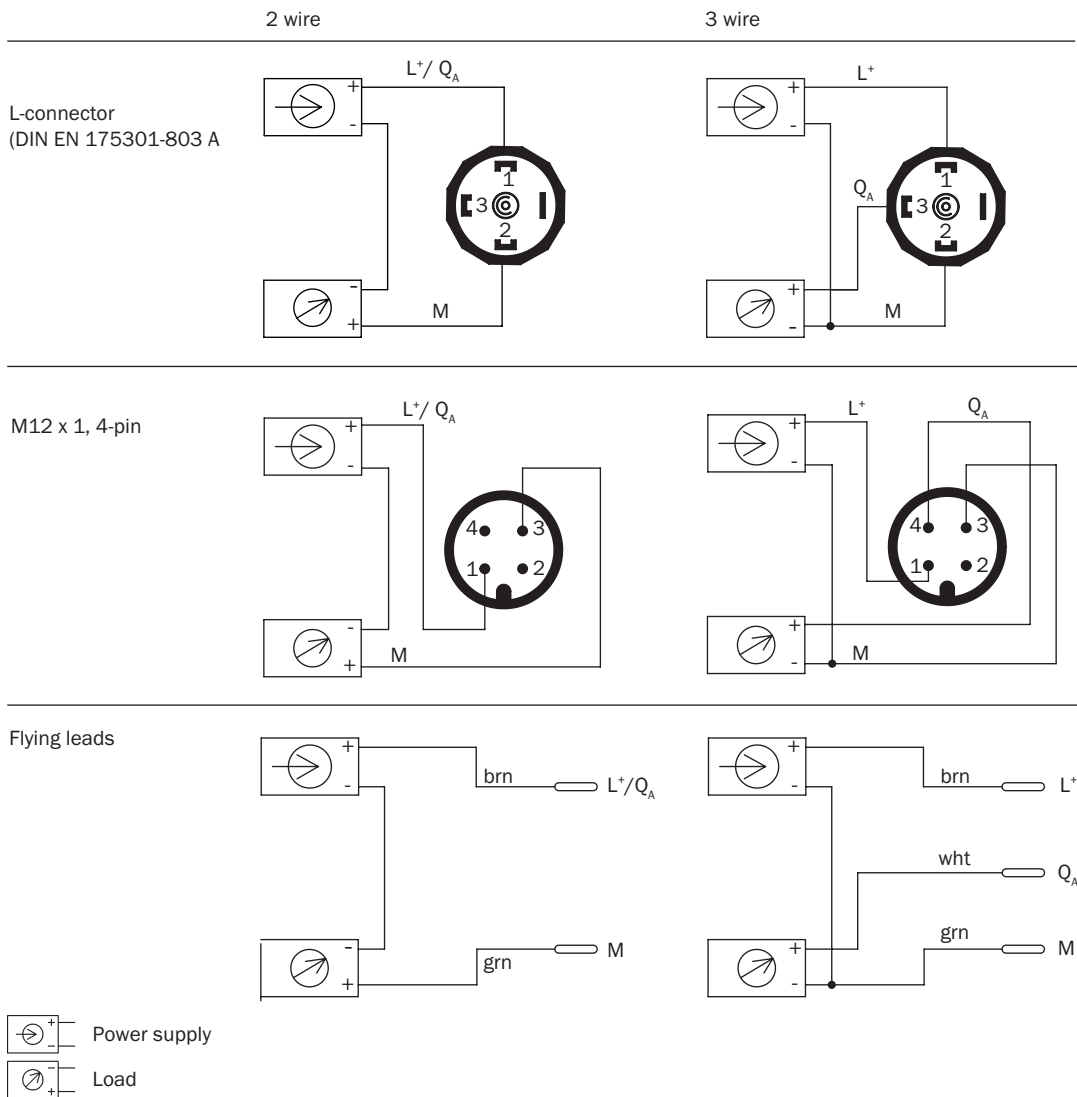 2 wire
3 wire
L-connector
(DIN EN 175301-803 A
L⁺/ Q_A
+
-
1
3
2
-
+
M
L⁺
+
-
Q_A
1
3
2
+
-
M
M12 x 1, 4-pin
L⁺/ Q_A
+
-
4
3
1
2
-
+
M
L⁺
Q_A
+
-
4
3
1
2
+
-
M
Flying leads
+
-
brn
L⁺/Q_A
-
+
grn
M
+
-
brn
L⁺
wht
Q_A
+
-
grn
M
+
-
Power supply
-
+
Load